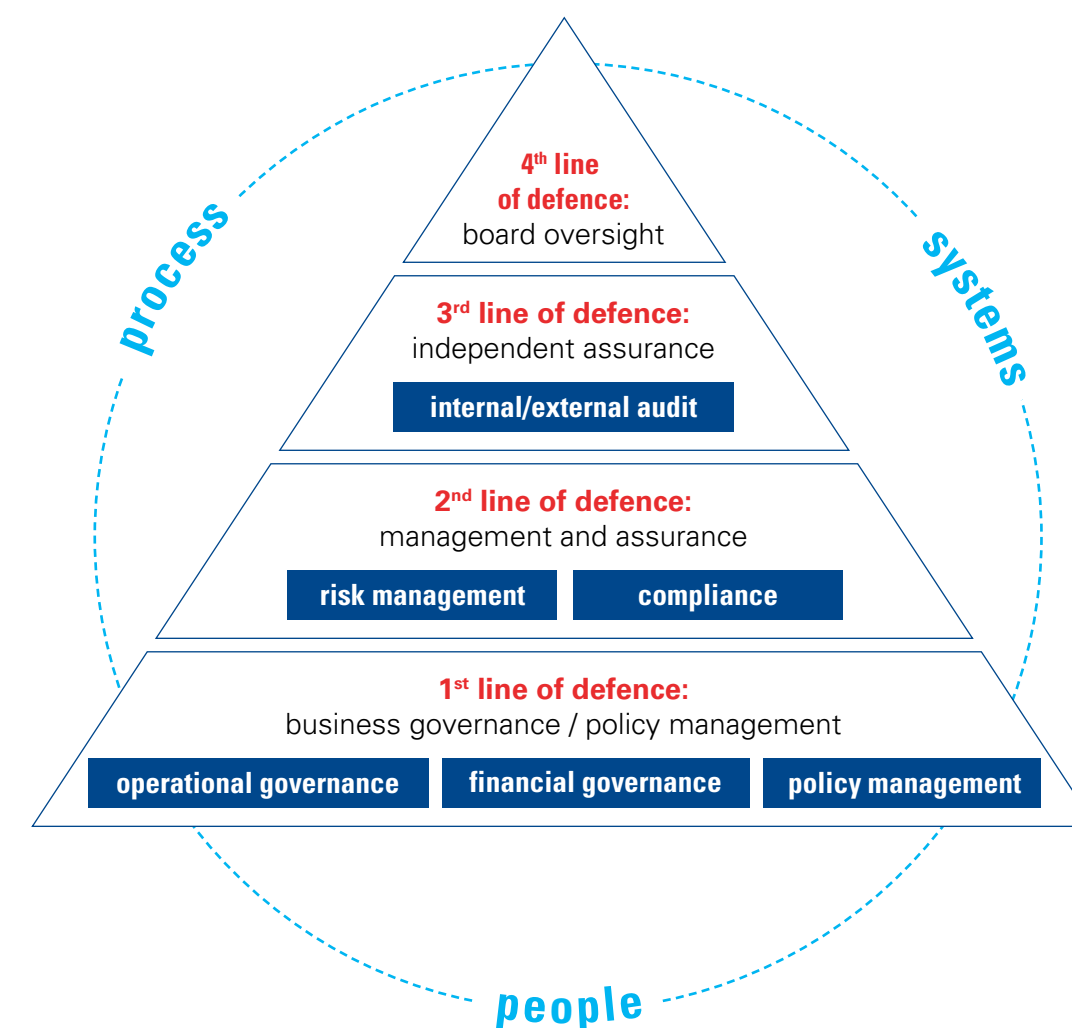 4th line
of defence:
board oversight
process
systems
3rd line of defence:
independent assurance
internal/external audit
2nd line of defence:
management and assurance
risk management
compliance
1st line of defence:
business governance / policy management
operational governance
financial governance
policy management
people